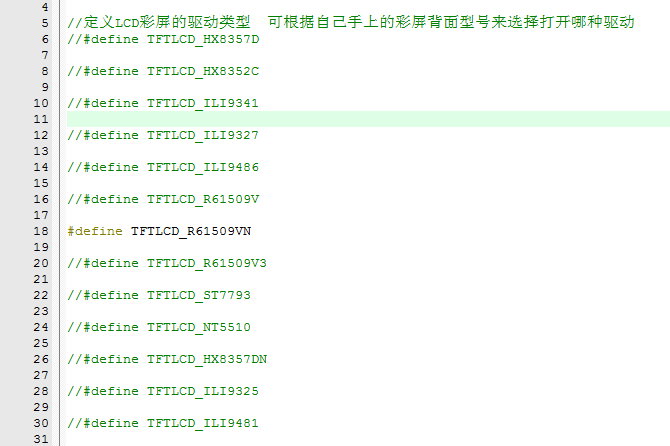 4
5 //定义LCD彩屏的驱动类型 可根据自己手上的彩屏背面型号来选择打开哪种驱动
6 //#define TFTLCD_HX8357D
7
8 //#define TFTLCD_HX8352C
9
10 //#define TFTLCD_ILI9341
11
12 //#define TFTLCD_ILI9327
13
14 //#define TFTLCD_ILI9486
15
16 //#define TFTLCD_R61509V
17
18 #define TFTLCD_R61509VN
19
20 //#define TFTLCD_R61509V3
21
22 //#define TFTLCD_ST7793
23
24 //#define TFTLCD_NT5510
25
26 //#define TFTLCD_HX8357DN
27
28 //#define TFTLCD_ILI9325
29
30 //#define TFTLCD_ILI9481
31